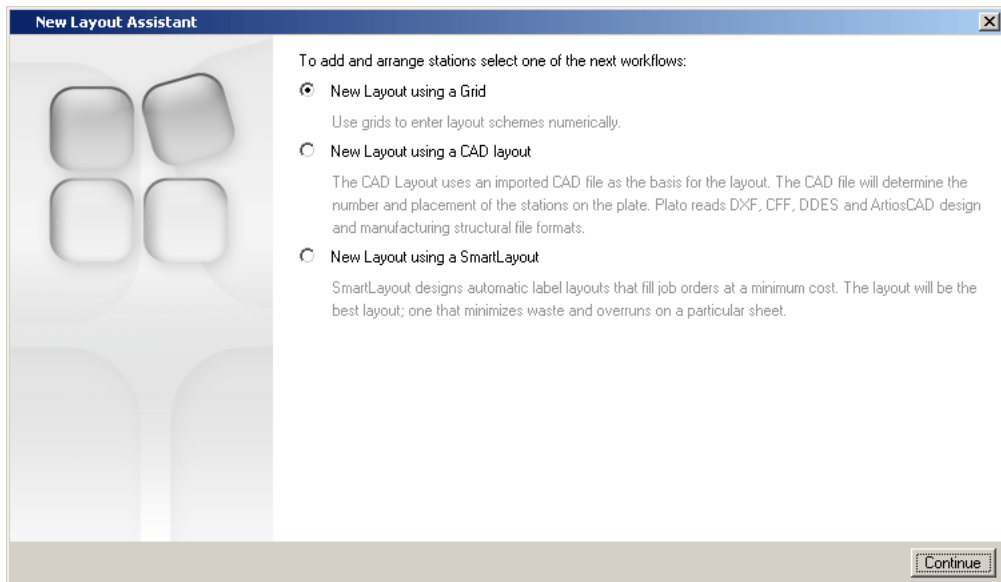 New Layout Assistant
To add and arrange stations select one of the next workflows:
New Layout using a Grid
Use grids to enter layout schemes numerically.
New Layout using a CAD layout
The CAD Layout uses an imported CAD file as the basis for the layout. The CAD file will determine the
number and placement of the stations on the plate. Plato reads DXF, CFF, DDES and ArtiosCAD design
and manufacturing structural file formats.
New Layout using a SmartLayout
SmartLayout designs automatic label layouts that fill job orders at a minimum cost. The layout will be the
best layout; one that minimizes waste and overruns on a particular sheet.
Continue